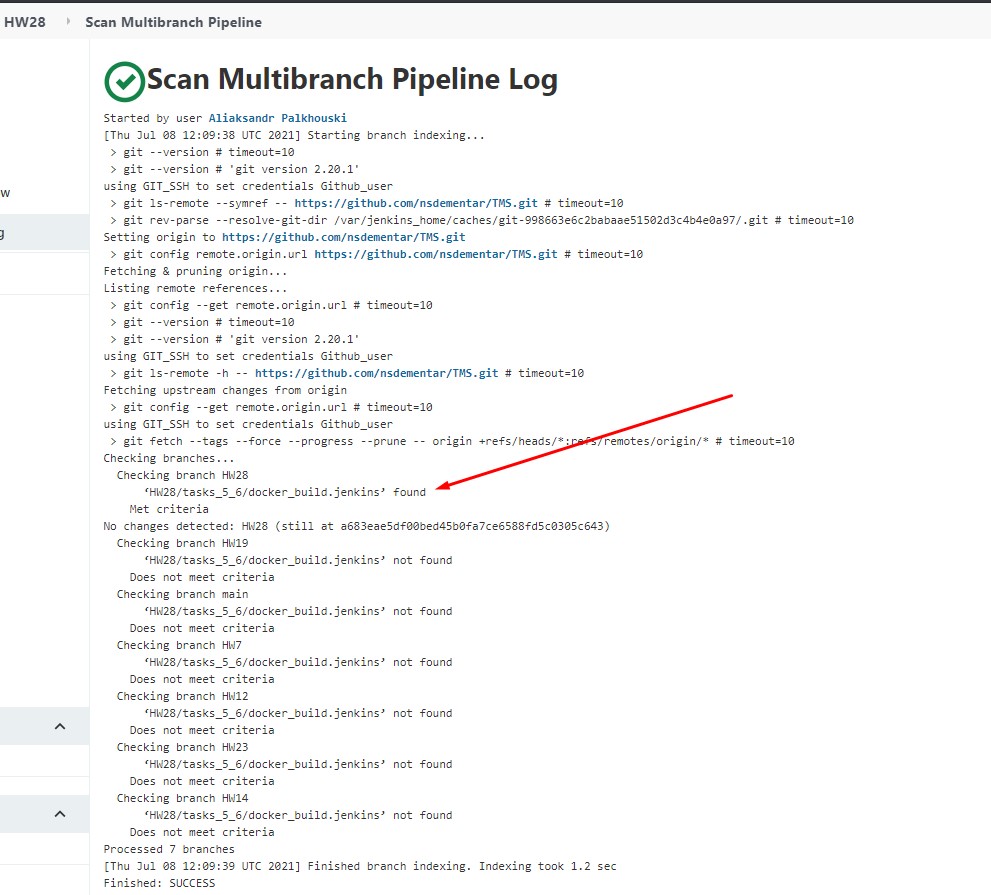 HW28 › Scan Multibranch Pipeline
Scan Multibranch Pipeline Log
Started by user Aliaksandr Palkhouski
[Thu Jul 08 12:09:38 UTC 2021] Starting branch indexing...
 > git --version # timeout=10
 > git --version # 'git version 2.20.1'
using GIT_SSH to set credentials Github_user
w
 > git ls-remote --symref -- https://github.com/nsdementar/TMS.git # timeout=10
 > git rev-parse --resolve-git-dir /var/jenkins_home/caches/git-998663e6c2babaae51502d3c4b4e0a97/.git # timeout=10
g
Setting origin to https://github.com/nsdementar/TMS.git
 > git config remote.origin.url https://github.com/nsdementar/TMS.git # timeout=10
Fetching & pruning origin...
Listing remote references...
 > git config --get remote.origin.url # timeout=10
 > git --version # timeout=10
 > git --version # 'git version 2.20.1'
using GIT_SSH to set credentials Github_user
 > git ls-remote -h -- https://github.com/nsdementar/TMS.git # timeout=10
Fetching upstream changes from origin
 > git config --get remote.origin.url # timeout=10
using GIT_SSH to set credentials Github_user
 > git fetch --tags --force --progress --prune -- origin +refs/heads/*:refs/remotes/origin/* # timeout=10
Checking branches...
  Checking branch HW28
      ‘HW28/tasks_5_6/docker_build.jenkins’ found
    Met criteria
No changes detected: HW28 (still at a683eae5df00bed45b0fa7ce6588fd5c0305c643)
  Checking branch HW19
      ‘HW28/tasks_5_6/docker_build.jenkins’ not found
    Does not meet criteria
  Checking branch main
      ‘HW28/tasks_5_6/docker_build.jenkins’ not found
    Does not meet criteria
  Checking branch HW7
      ‘HW28/tasks_5_6/docker_build.jenkins’ not found
    Does not meet criteria
  Checking branch HW12
      ‘HW28/tasks_5_6/docker_build.jenkins’ not found
    Does not meet criteria
  Checking branch HW23
      ‘HW28/tasks_5_6/docker_build.jenkins’ not found
    Does not meet criteria
  Checking branch HW14
      ‘HW28/tasks_5_6/docker_build.jenkins’ not found
    Does not meet criteria
Processed 7 branches
[Thu Jul 08 12:09:39 UTC 2021] Finished branch indexing. Indexing took 1.2 sec
Finished: SUCCESS